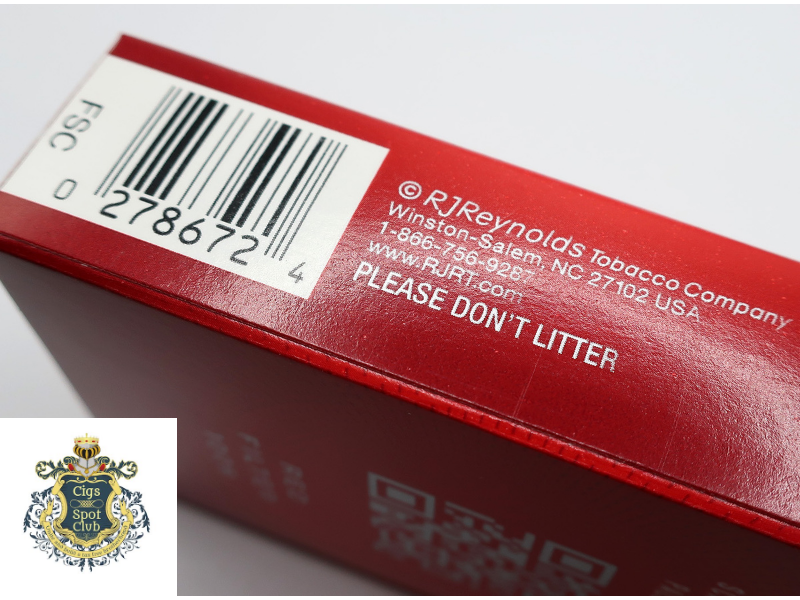 FSC
0 278672 4
© RJReynolds Tobacco Company
Winston-Salem, NC 27102 USA
1-866-756-9287
www.RJRT.com
PLEASE DON'T LITTER
Cigs
Spot
Club